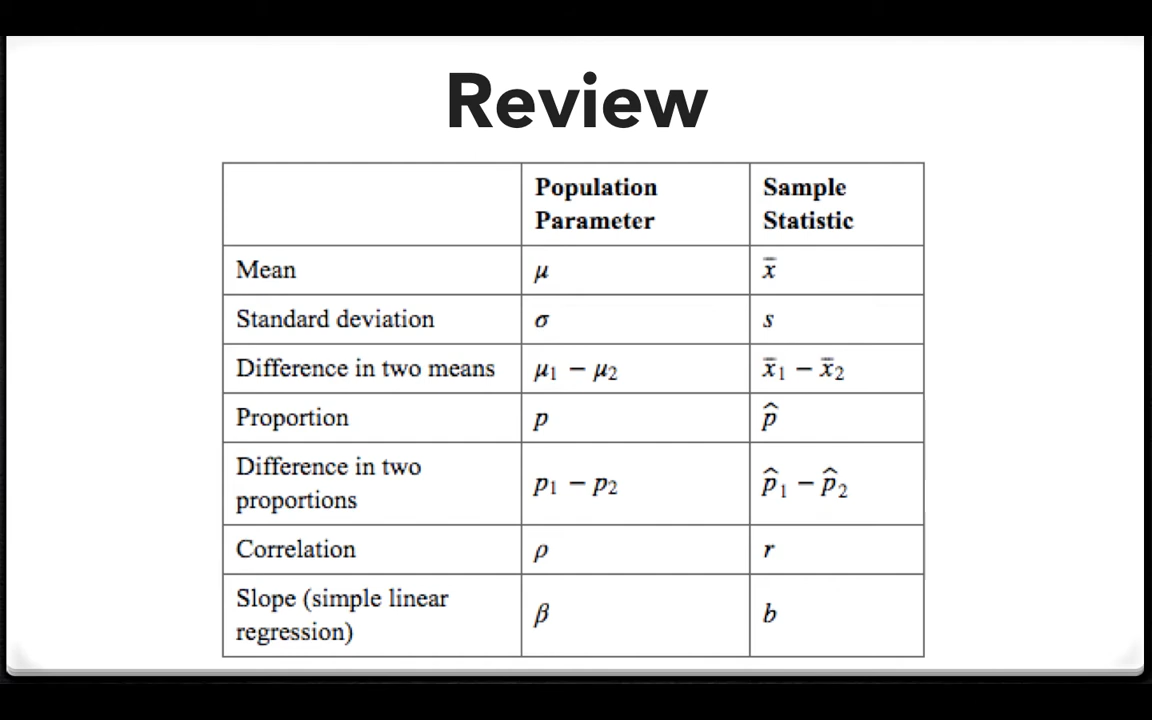 Review
Population
Parameter
Sample
Statistic
Mean μ x̄
Standard deviation σ s
Difference in two means μ₁ − μ₂ x̄₁ − x̄₂
Proportion p p̂
Difference in two
proportions
p₁ − p₂ p̂₁ − p̂₂
Correlation ρ r
Slope (simple linear
regression)
β b